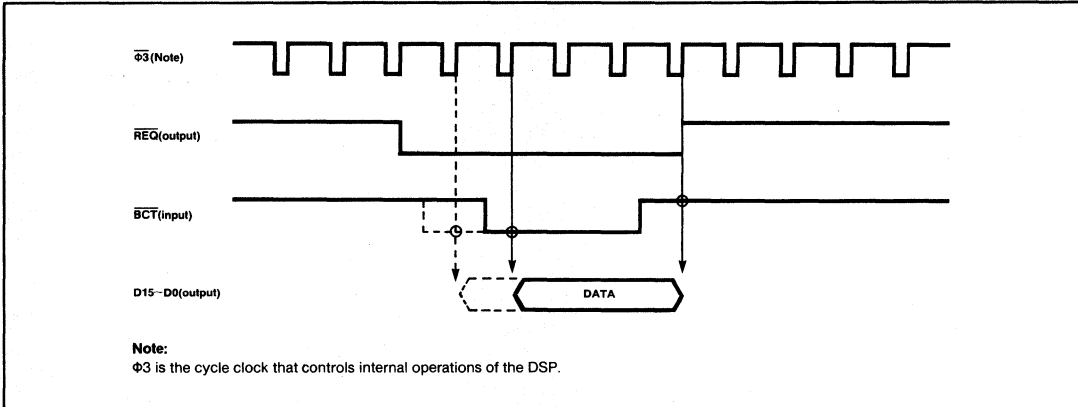 Φ3(Note)
REQ(output)
BCT(input)
D15~D0(output)
DATA
Note:
Φ3 is the cycle clock that controls internal operations of the DSP.